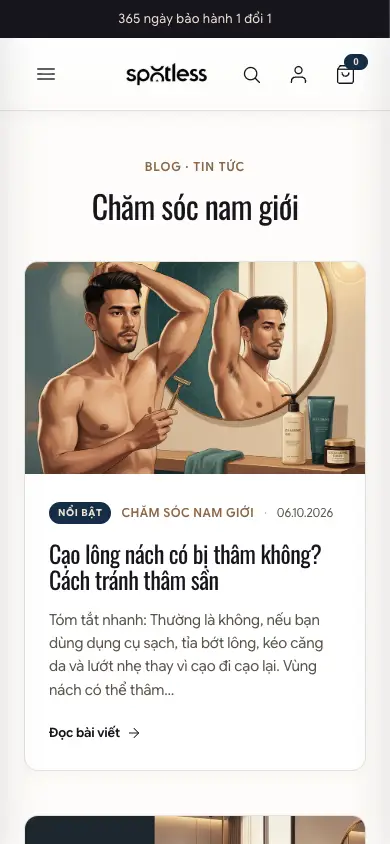 365 ngày bảo hành 1 đổi 1
spotless
0
BLOG · TIN TỨC
Chăm sóc nam giới
NỔI BẬT
CHĂM SÓC NAM GIỚI · 06.10.2026
Cạo lông nách có bị thâm không?
Cách tránh thâm sần
Tóm tắt nhanh: Thường là không, nếu bạn
dùng dụng cụ sạch, tỉa bớt lông, kéo căng
da và lướt nhẹ thay vì cạo đi cạo lại. Vùng
nách có thể thâm...
Đọc bài viết →